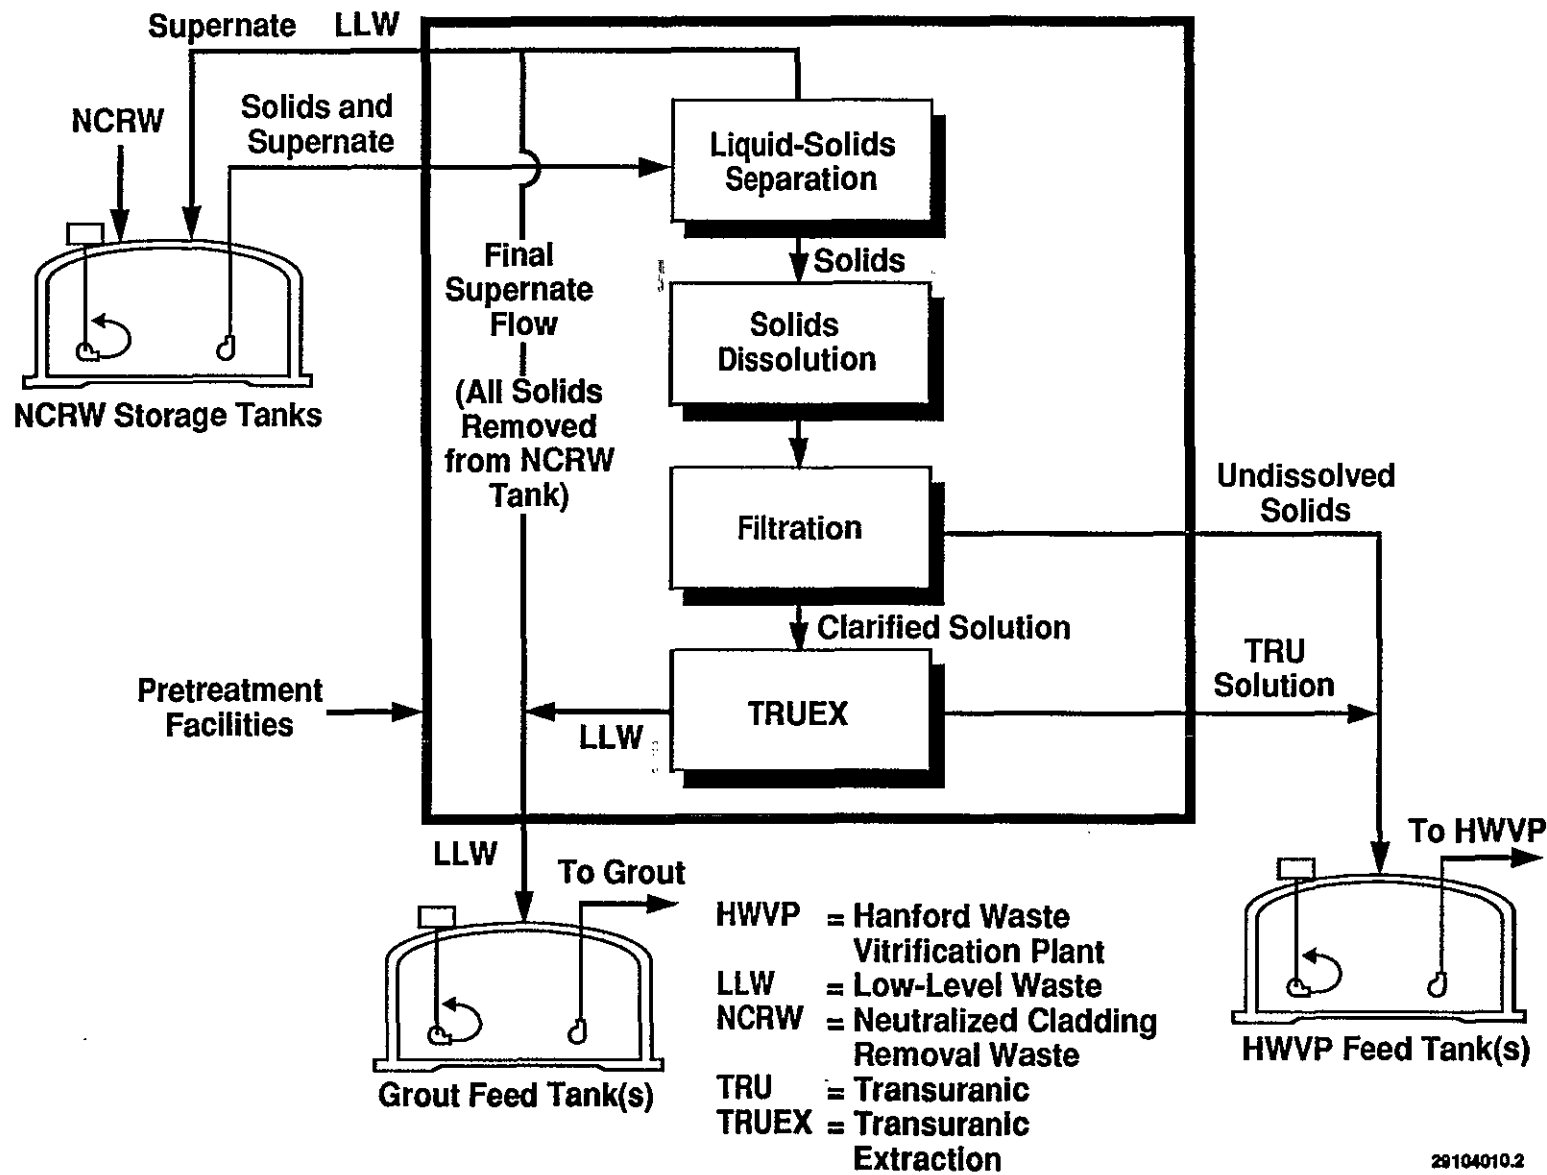 Supernate LLW
NCRW
Solids and
Supernate
Liquid-Solids
Separation
Solids
Final
Supernate
Flow
(All Solids
Removed
from NCRW
Tank)
Solids
Dissolution
NCRW Storage Tanks
Filtration
Undissolved
Solids
Clarified Solution
TRU
Solution
Pretreatment
Facilities
TRUEX
LLW
LLW
To Grout
To HWVP
Grout Feed Tank(s)
HWVP Feed Tank(s)
HWVP = Hanford Waste
Vitrification Plant
LLW = Low-Level Waste
NCRW = Neutralized Cladding
Removal Waste
TRU = Transuranic
TRUEX = Transuranic
Extraction
29104010.2